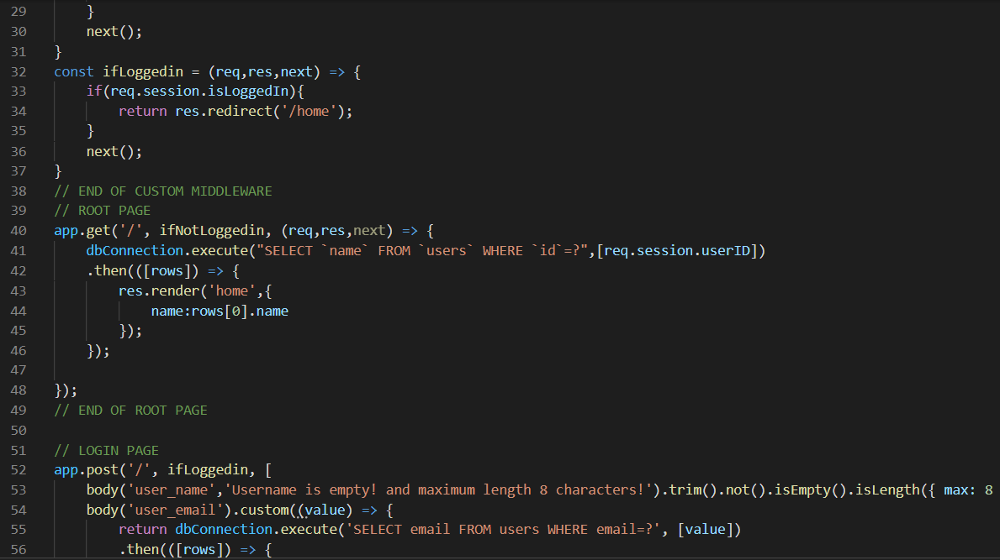 29 }
30 next();
31 }
32 const ifLoggedin = (req,res,next) => {
33 if(req.session.isLoggedIn){
34 return res.redirect('/home');
35 }
36 next();
37 }
38 // END OF CUSTOM MIDDLEWARE
39 // ROOT PAGE
40 app.get('/', ifNotLoggedin, (req,res,next) => {
41 dbConnection.execute("SELECT `name` FROM `users` WHERE `id`=?",[req.session.userID])
42 .then(([rows]) => {
43 res.render('home',{
44 name:rows[0].name
45 });
46 });
47
48 });
49 // END OF ROOT PAGE
50
51 // LOGIN PAGE
52 app.post('/', ifLoggedin, [
53 body('user_name','Username is empty! and maximum length 8 characters!').trim().not().isEmpty().isLength({ max: 8
54 body('user_email').custom((value) => {
55 return dbConnection.execute('SELECT email FROM users WHERE email=?', [value])
56 .then(([rows]) => {